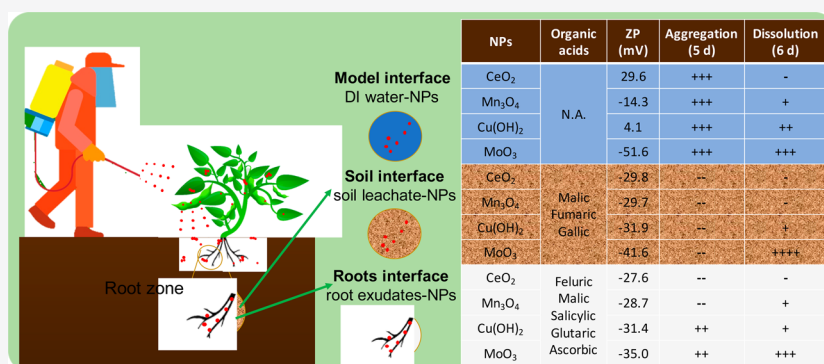 Model interface
DI water-NPs
Soil interface
soil leachate-NPs
Roots interface
root exudates-NPs
Root zone
NPs Organic acids ZP (mV) Aggregation (5 d) Dissolution (6 d)
N.A.
CeO2 29.6 +++ -
Mn3O4 -14.3 +++ +
Cu(OH)2 4.1 +++ ++
MoO3 -51.6 +++ +++
Malic
Fumaric
Gallic
CeO2 -29.8 -- -
Mn3O4 -29.7 -- -
Cu(OH)2 -31.9 -- +
MoO3 -41.6 -- ++++
Feluric
Malic
Salicylic
Glutaric
Ascorbic
CeO2 -27.6 -- -
Mn3O4 -28.7 -- +
Cu(OH)2 -31.4 ++ +
MoO3 -35.0 ++ +++